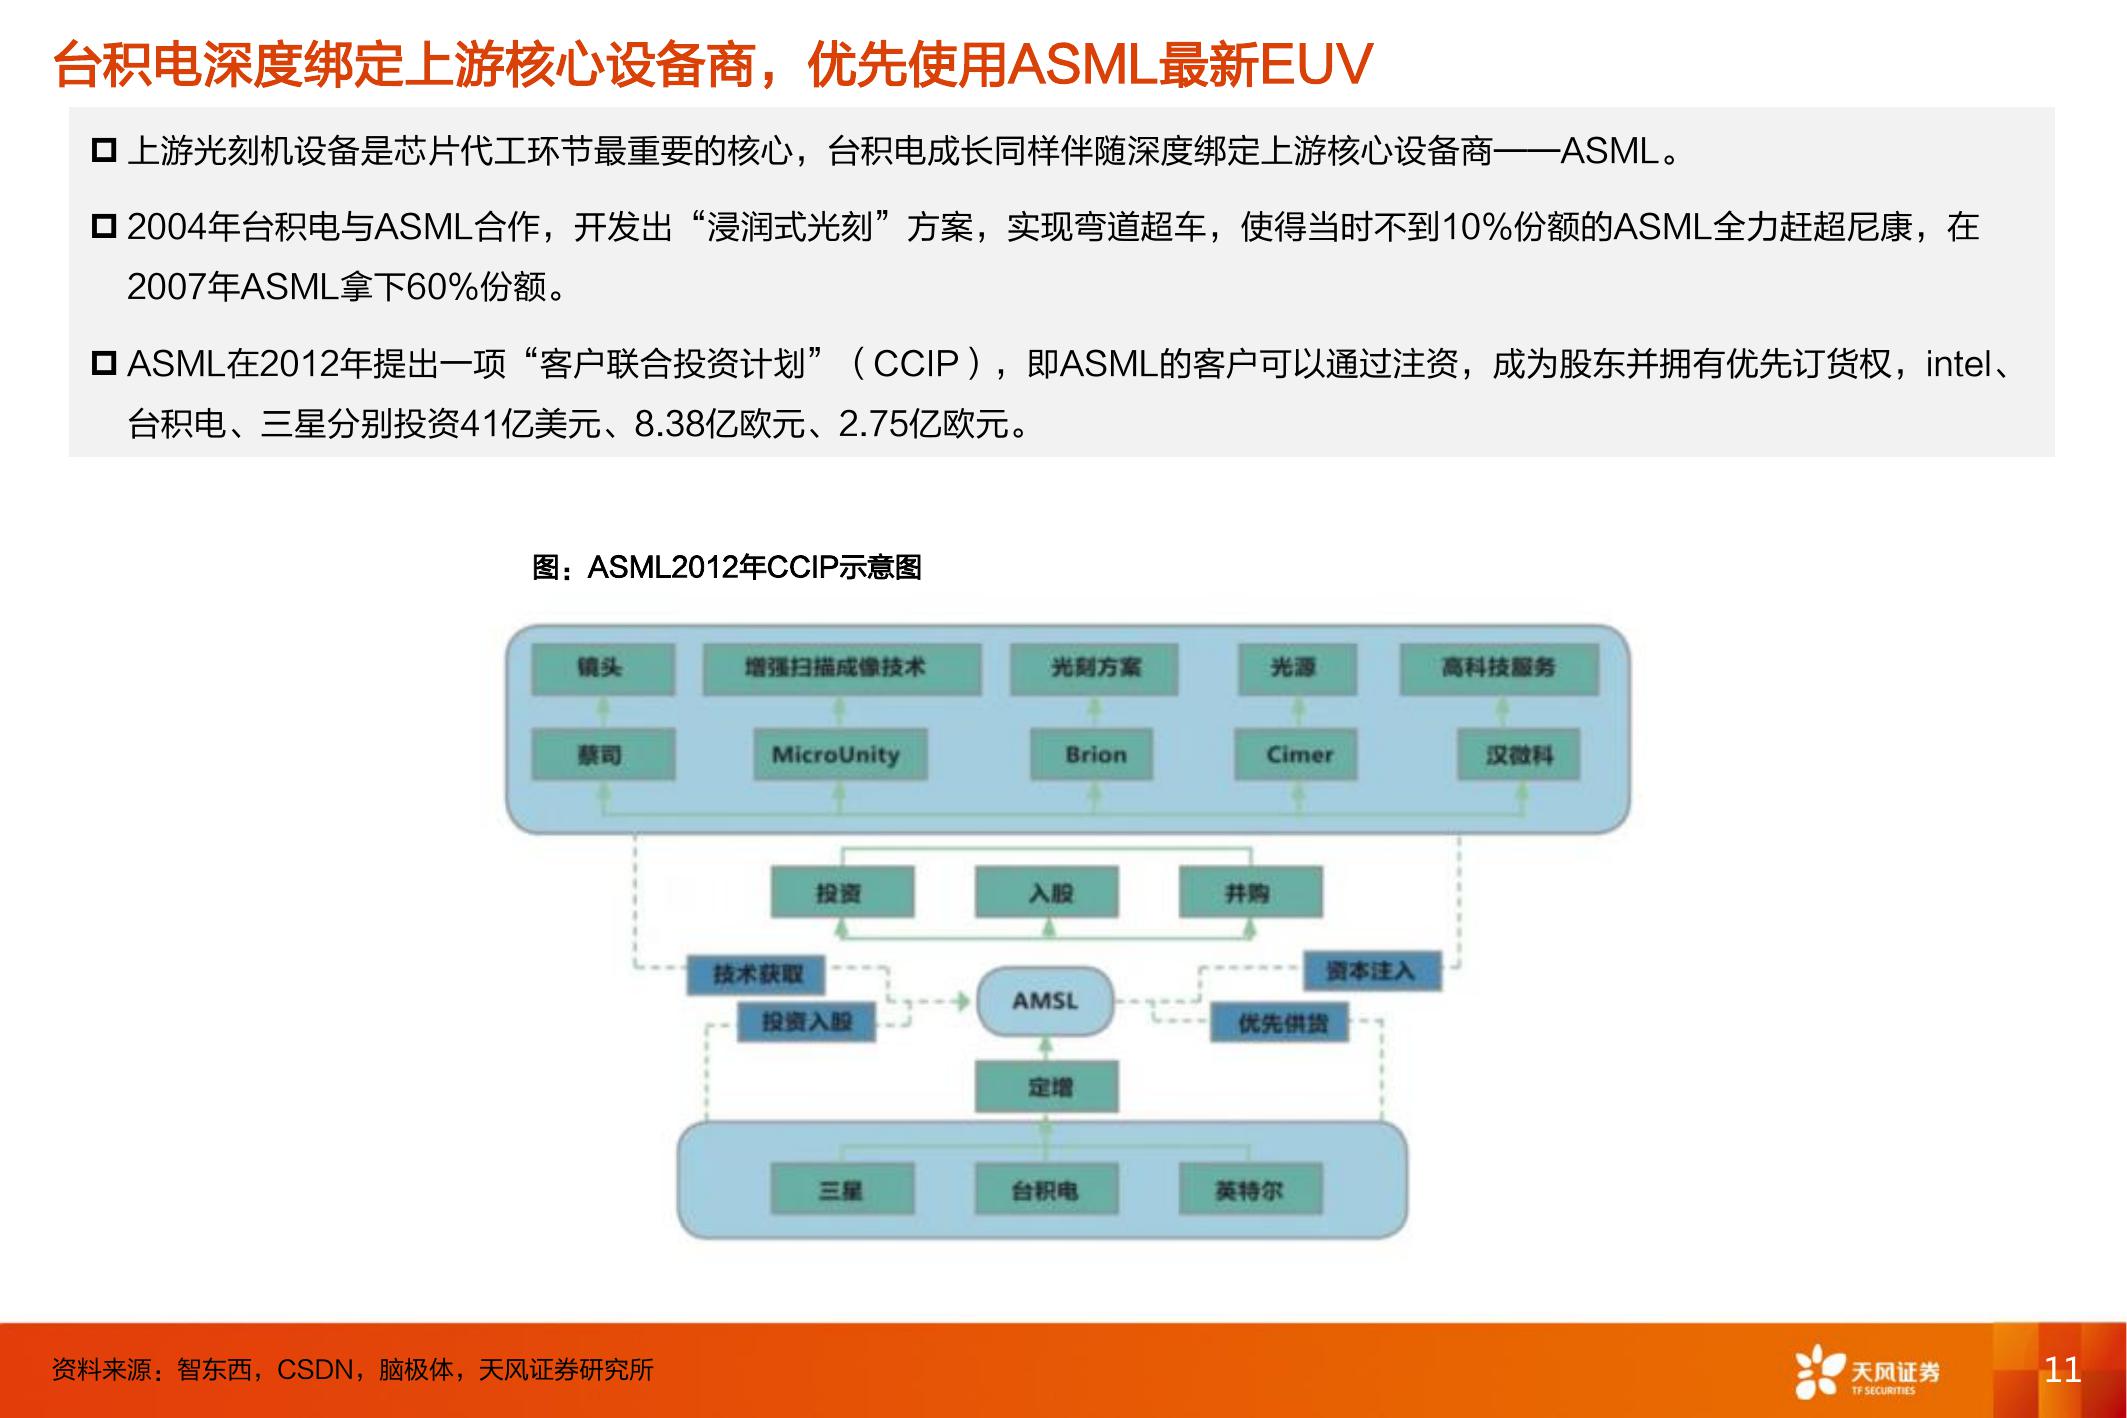 台积电深度绑定上游核心设备商，优先使用ASML最新EUV
上游光刻机设备是芯片代工环节最重要的核心，台积电成长同样伴随深度绑定上游核心设备商——ASML。
2004年台积电与ASML合作，开发出“浸润式光刻”方案，实现弯道超车，使得当时不到10%份额的ASML全力赶超尼康，在
2007年ASML拿下60%份额。
ASML在2012年提出一项“客户联合投资计划”（CCIP），即ASML的客户可以通过注资，成为股东并拥有优先订货权，intel、
台积电、三星分别投资41亿美元、8.38亿欧元、2.75亿欧元。
图：ASML2012年CCIP示意图
镜头 增强扫描成像技术 光刻方案 光源 高科技服务
蔡司 MicroUnity Brion Cimer 汉微科
投资 入股 并购
技术获取 资本注入
AMSL
投资入股 优先供货
定增
三星 台积电 英特尔
资料来源：智东西，CSDN，脑极体，天风证券研究所
天风证券
TF SECURITIES
11